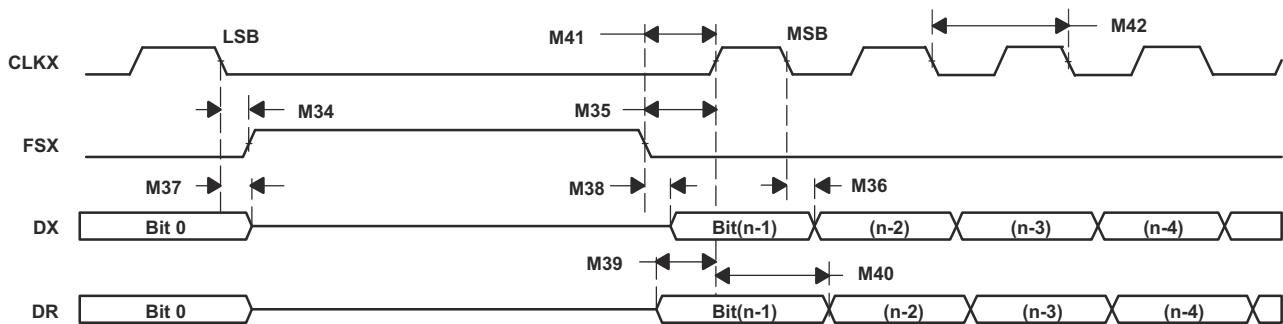 LSB
M41
MSB
M42
CLKX
M34
M35
FSX
M37
M38
M36
DX
Bit 0
Bit(n-1)
(n-2)
(n-3)
(n-4)
M39
M40
DR
Bit 0
Bit(n-1)
(n-2)
(n-3)
(n-4)